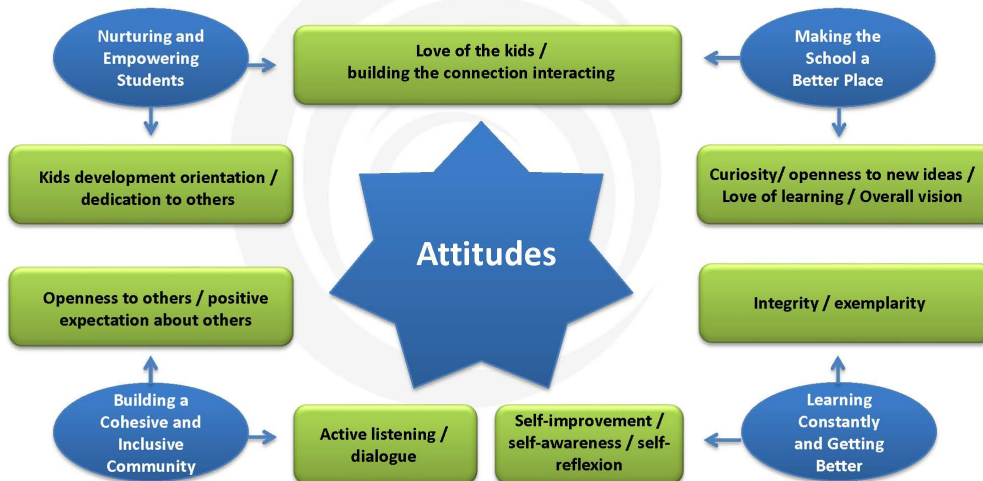 Nurturing and
Empowering
Students
Love of the kids /
building the connection interacting
Making the
School a
Better Place
Kids development orientation /
dedication to others
Curiosity/ openness to new ideas /
Love of learning / Overall vision
Attitudes
Openness to others / positive
expectation about others
Integrity / exemplarity
Building a
Cohesive and
Inclusive
Community
Active listening /
dialogue
Self-improvement /
self-awareness / self-
reflexion
Learning
Constantly
and Getting
Better